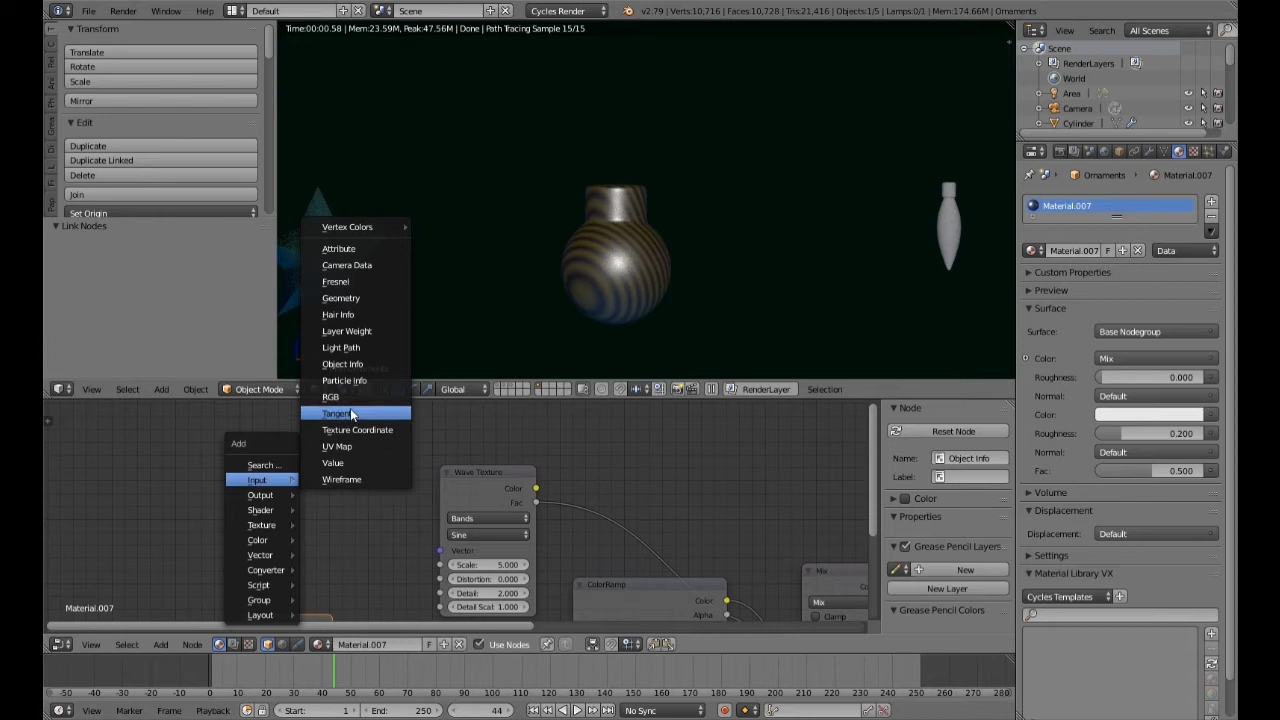 File
Render
Window
Help
Default
Scene
Cycles Render
v2.79 | Verts:10,716 | Faces:10,728 | Tris:21,416 | Objects:1/5 | Lamps:0/1 | Mem:174.66M | Ornaments
Transform
Translate
Rotate
Scale
Mirror
Edit
Duplicate
Duplicate Linked
Delete
Join
Set Origin
Link Nodes
Time:00:00.58 | Mem:23.59M, Peak:47.56M | Done | Path Tracing Sample 15/15
Vertex Colors
Attribute
Camera Data
Fresnel
Geometry
Hair Info
Layer Weight
Light Path
Object Info
Particle Info
RGB
Tangent
Texture Coordinate
UV Map
Value
Wireframe
View
Select
Add
Object
Object Mode
Global
RenderLayer
Selection
Add
Search ...
Input
Output
Shader
Texture
Color
Vector
Converter
Script
Group
Layout
Wave Texture
Color
Fac
Bands
Sine
Vector
Scale: 5.000
Distortion: 0.000
Detail: 2.000
Detail Scal: 1.000
ColorRamp
Color
Alpha
Mix
Mix
Clamp
Material.007
Node
Reset Node
Name:
Object Info
Label:
Color
Properties
Grease Pencil Layers
New
New Layer
Grease Pencil Colors
View
Select
Add
Node
Material.007
F
Use Nodes
-50 -40 -30 -20 -10 0 10 20 30 40 50 60 70 80 90 100 110 120 130 140 150 160 170 180 190 200 210 220 230 240 250 260 270 280
View
Marker
Frame
Playback
Start: 1
End: 250
44
No Sync
View
Search
All Scenes
Scene
RenderLayers
World
Area
Camera
Cylinder
Ornaments
Material.007
Material.007
Material.007
F
Data
Custom Properties
Preview
Surface
Surface:
Base Nodegroup
Color:
Mix
Roughness:
0.000
Normal:
Default
Color:
Roughness:
0.200
Normal:
Default
Fac:
0.500
Volume
Displacement
Displacement:
Default
Settings
Material Library VX
Cycles Templates